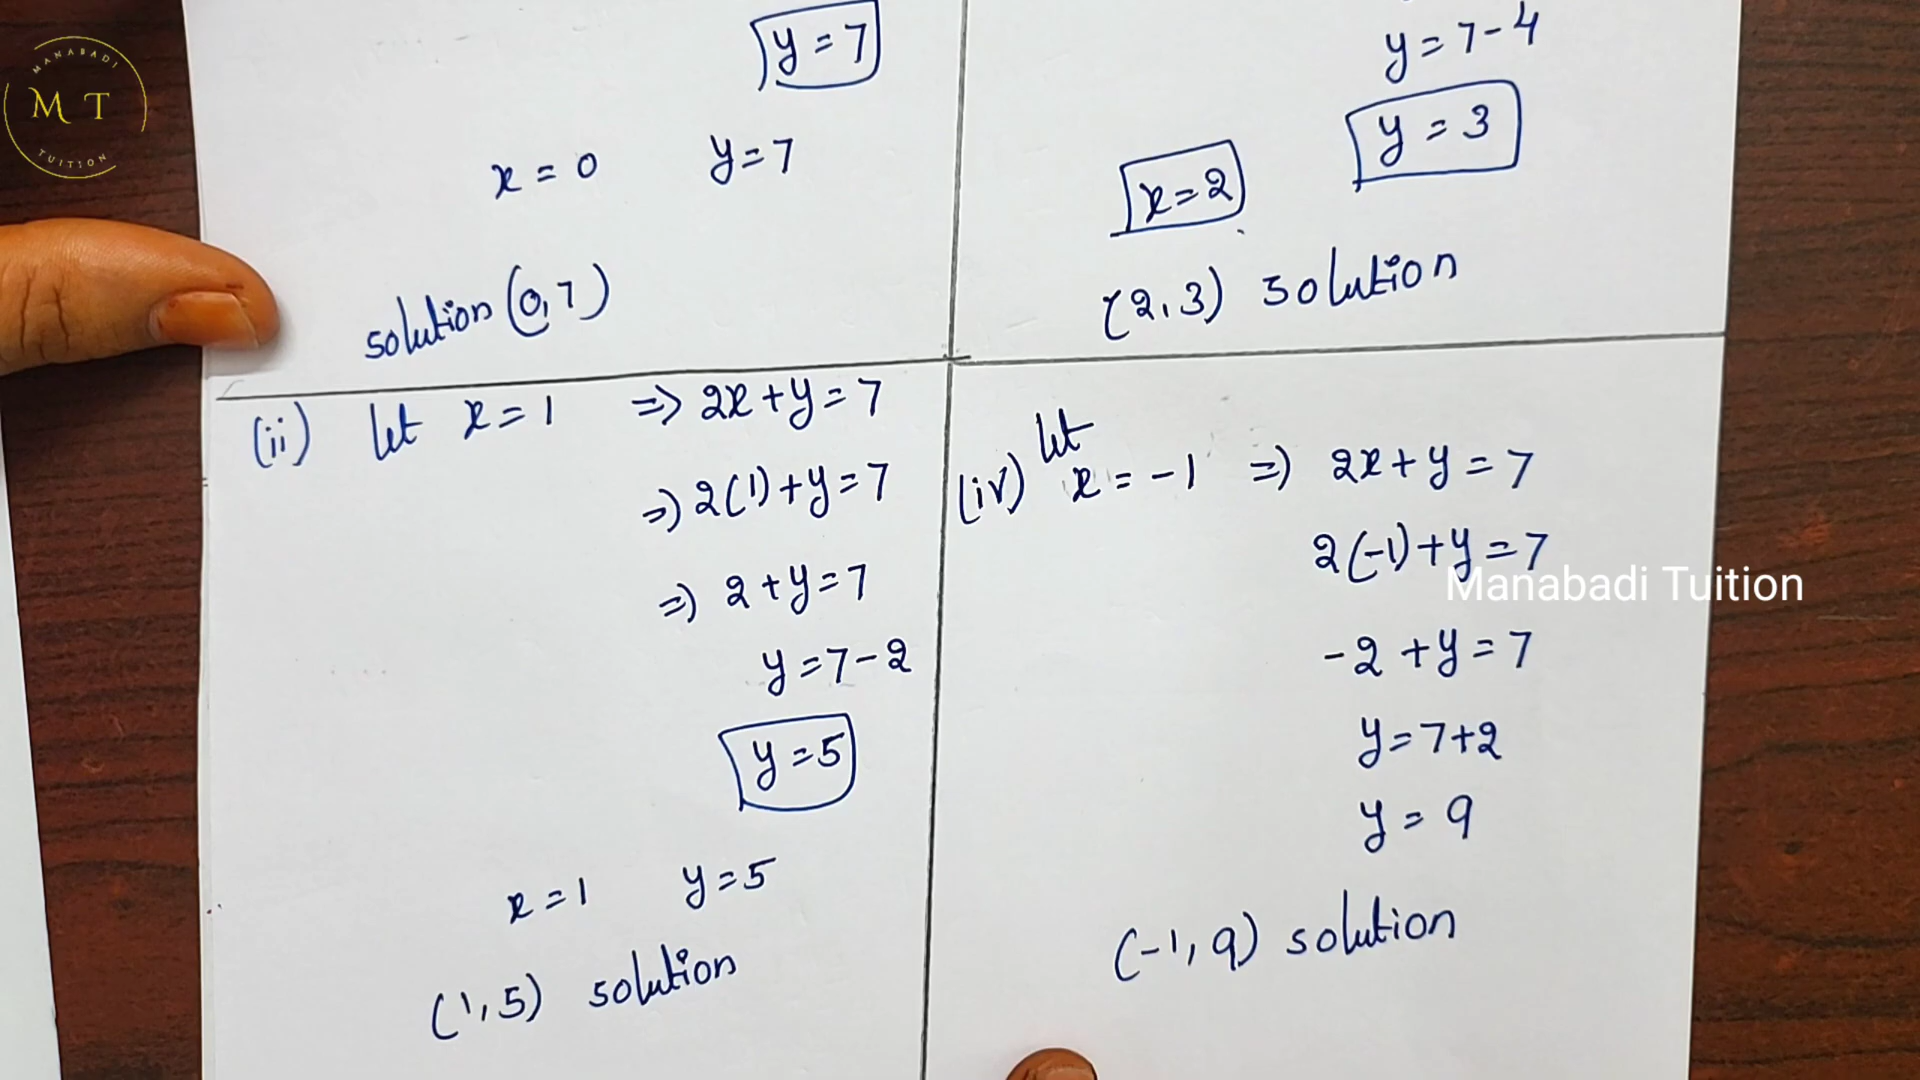 MANABADI
M T
TUITION
y = 7
x = 0 y = 7
solution (0,7)
y = 7 - 4
y = 3
x = 2
(2,3) solution
(ii) let x = 1 => 2x + y = 7
=> 2(1) + y = 7
=> 2 + y = 7
y = 7 - 2
y = 5
x = 1 y = 5
(1,5) solution
let
(iv) x = -1 => 2x + y = 7
2(-1) + y = 7
Manabadi Tuition
-2 + y = 7
y = 7+2
y = 9
(-1, 9) solution